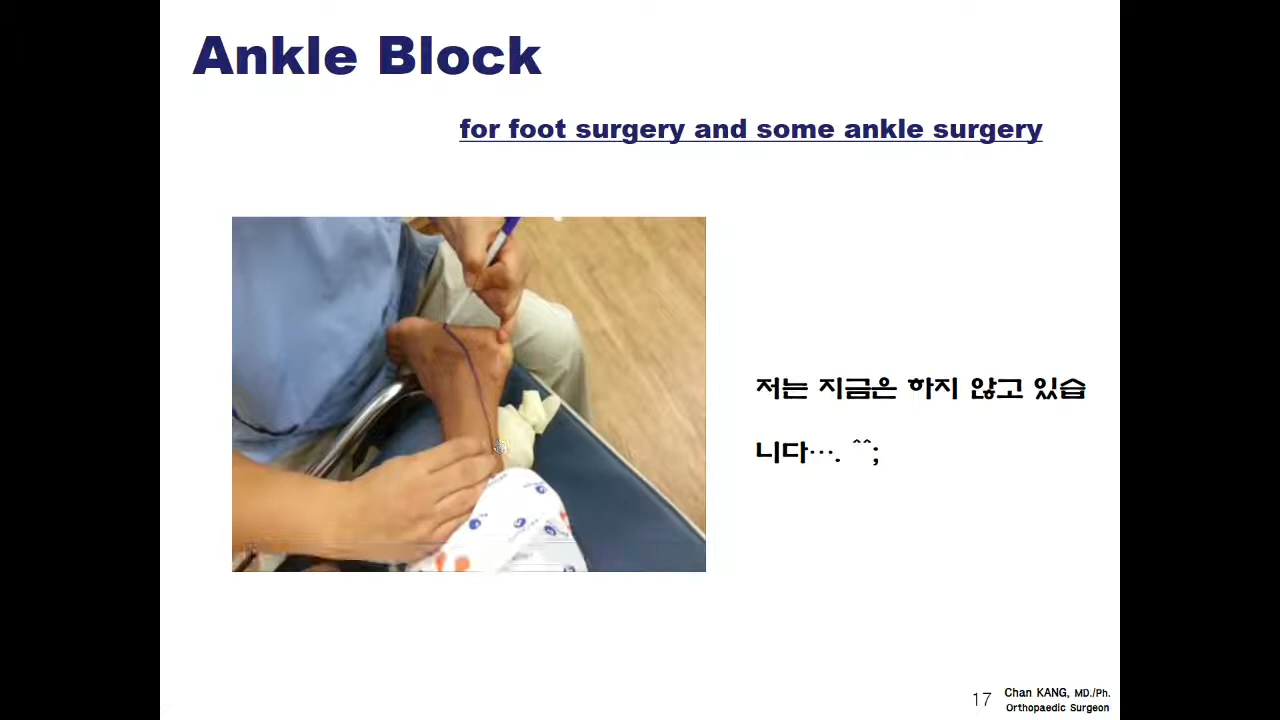 Ankle Block
for foot surgery and some ankle surgery
저는 지금은 하지 않고 있습
니다…. ^^;
17
Chan KANG, MD./Ph.
Orthopaedic Surgeon